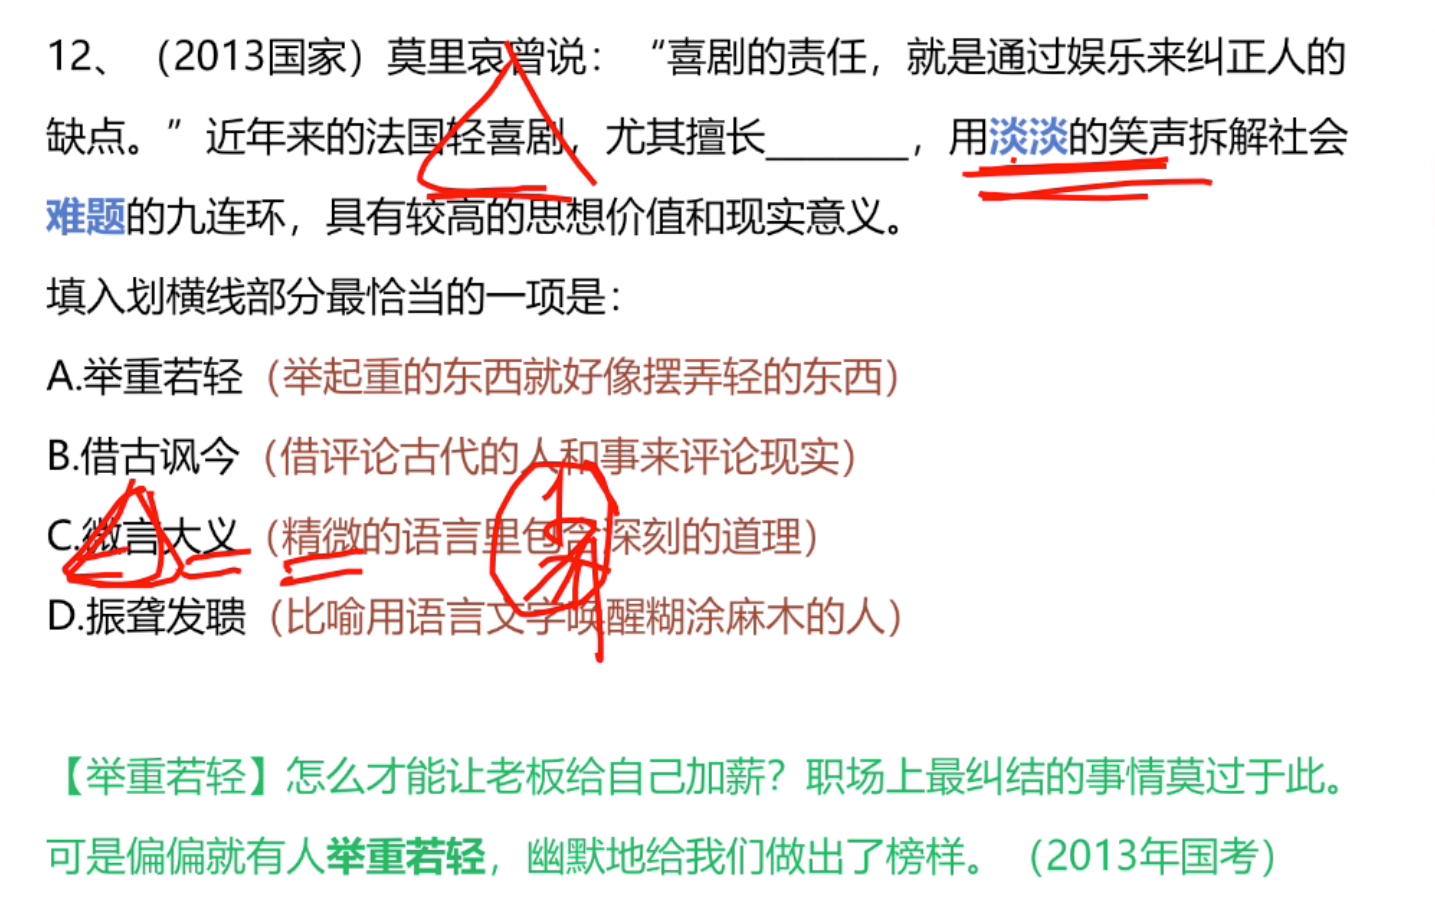 12、（2013国家）莫里哀曾说：“喜剧的责任，就是通过娱乐来纠正人的
缺点。”近年来的法国轻喜剧，尤其擅长_______，用淡淡的笑声拆解社会
难题的九连环，具有较高的思想价值和现实意义。
填入划横线部分最恰当的一项是：
A.举重若轻（举起重的东西就好像摆弄轻的东西）
B.借古讽今（借评论古代的人和事来评论现实）
C.微言大义（精微的语言里包含深刻的道理）
D.振聋发聩（比喻用语言文字唤醒糊涂麻木的人）
【举重若轻】怎么才能让老板给自己加薪？职场上最纠结的事情莫过于此。
可是偏偏就有人举重若轻，幽默地给我们做出了榜样。（2013年国考）